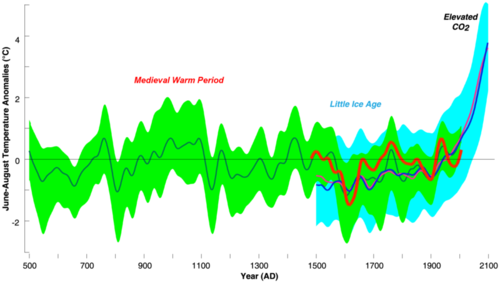 Elevated
CO2
Medieval Warm Period
Little Ice Age
June-August Temperature Anomalies (°C)
4
2
0
-2
500 700 900 1100 1300 1500 1700 1900 2100
Year (AD)